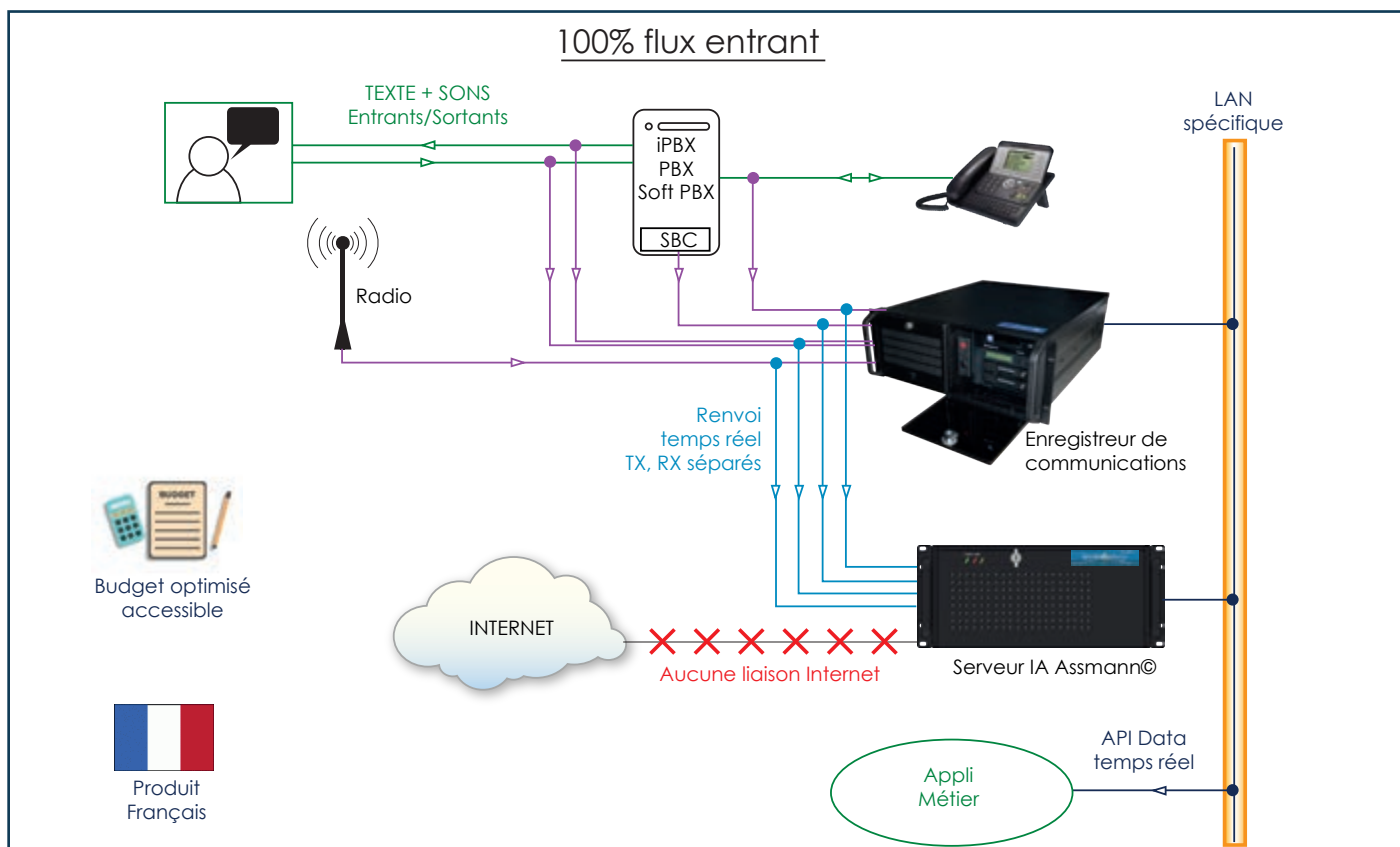 100% flux entrant
TEXTE + SONS
Entrants/Sortants
iPBX
PBX
Soft PBX
SBC
LAN
spécifique
Radio
Renvoi
temps réel
TX, RX séparés
Enregistreur de
communications
BUDGET
Budget optimisé
accessible
INTERNET
Aucune liaison Internet
Serveur IA Assmann©
Produit
Français
API Data
temps réel
Appli
Métier